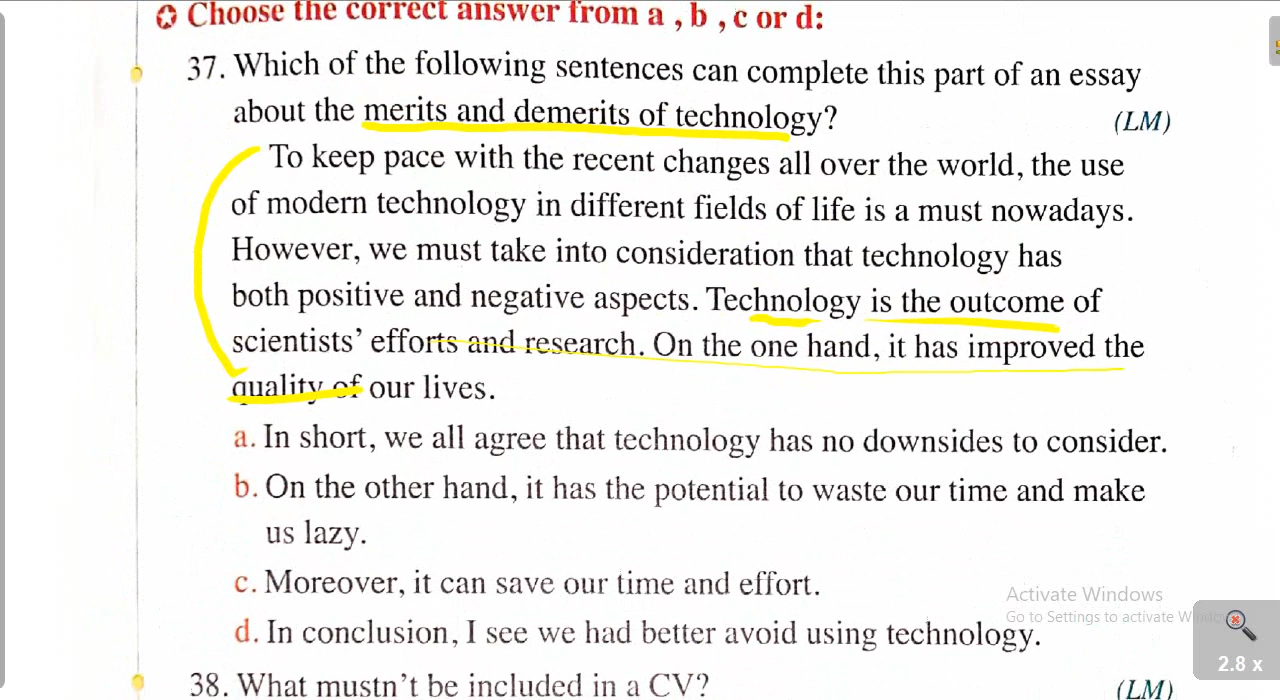 Choose the correct answer from a , b , c or d:
37. Which of the following sentences can complete this part of an essay
about the merits and demerits of technology?
(LM)
To keep pace with the recent changes all over the world, the use
of modern technology in different fields of life is a must nowadays.
However, we must take into consideration that technology has
both positive and negative aspects. Technology is the outcome of
scientists’ efforts and research. On the one hand, it has improved the
quality of our lives.
a. In short, we all agree that technology has no downsides to consider.
b. On the other hand, it has the potential to waste our time and make
us lazy.
c. Moreover, it can save our time and effort.
Activate Windows
Go to Settings to activate
d. In conclusion, I see we had better avoid using technology.
2.8 x
38. What mustn’t be included in a CV?
(LM)